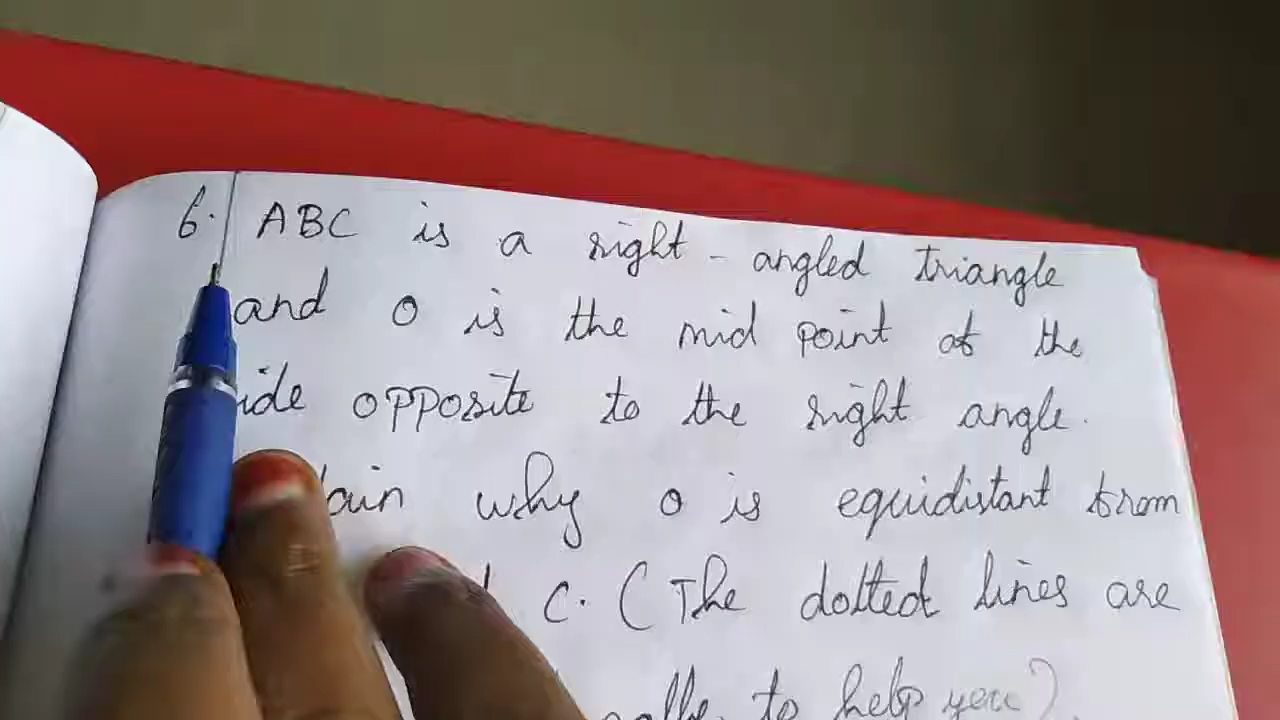 6. ABC is a right - angled triangle
and O is the mid point of the
ide opposite to the right angle.
why O is equidistant from
C. (The dotted lines are
to help you)